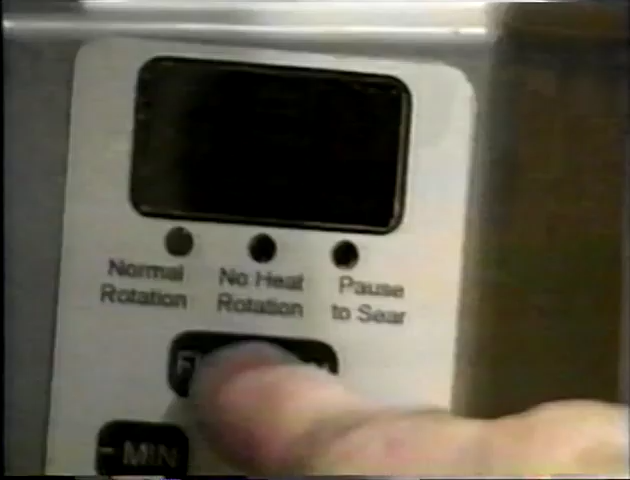 Normal
Rotation
No Heat
Rotation
Pause
to Sear
- MIN